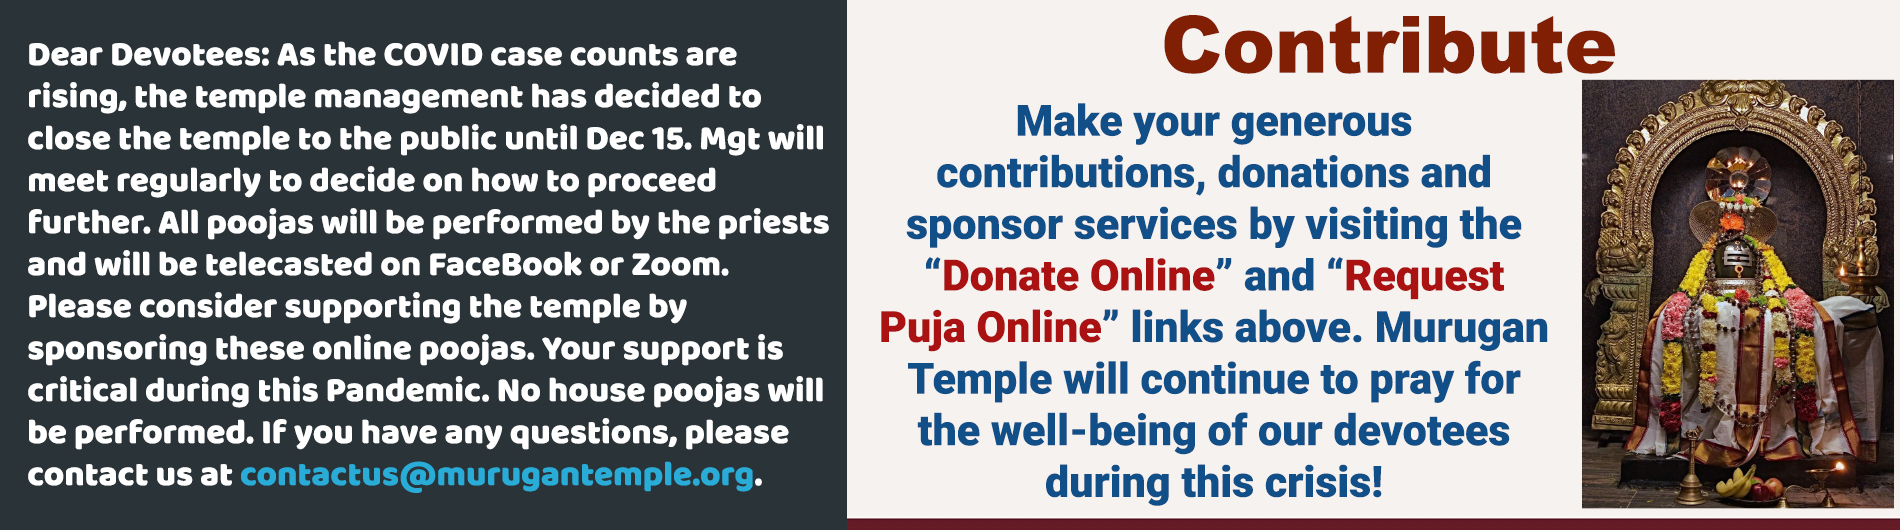 Dear Devotees: As the COVID case counts are
rising, the temple management has decided to
close the temple to the public until Dec 15. Mgt will
meet regularly to decide on how to proceed
further. All poojas will be performed by the priests
and will be telecasted on FaceBook or Zoom.
Please consider supporting the temple by
sponsoring these online poojas. Your support is
critical during this Pandemic. No house poojas will
be performed. If you have any questions, please
contact us at contactus@murugantemple.org.
Contribute
Make your generous
contributions, donations and
sponsor services by visiting the
“Donate Online” and “Request
Puja Online” links above. Murugan
Temple will continue to pray for
the well-being of our devotees
during this crisis!